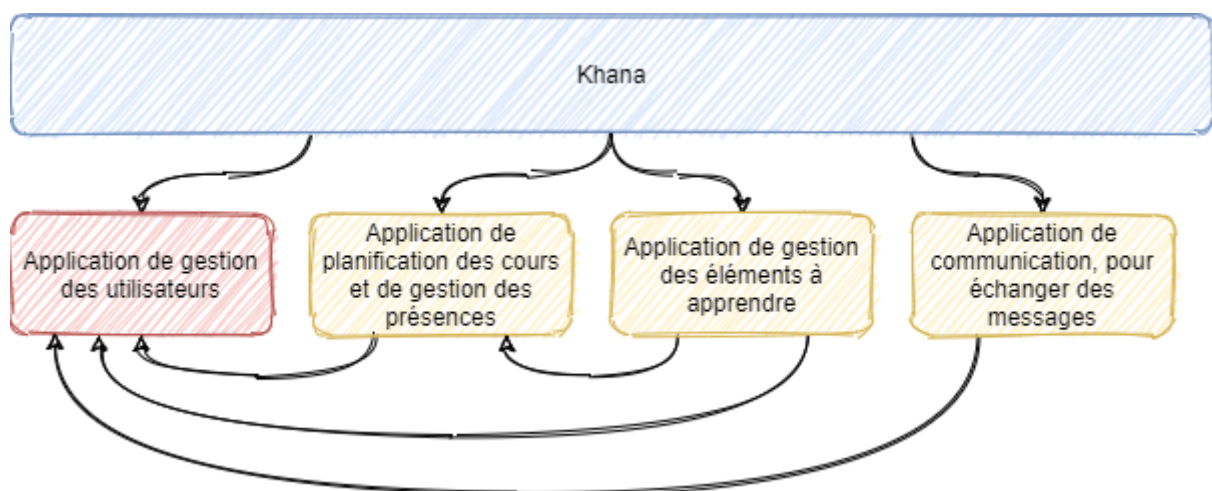 Khana
Application de gestion
des utilisateurs
Application de
planification des cours
et de gestion des
présences
Application de gestion
des éléments à
apprendre
Application de
communication, pour
échanger des
messages